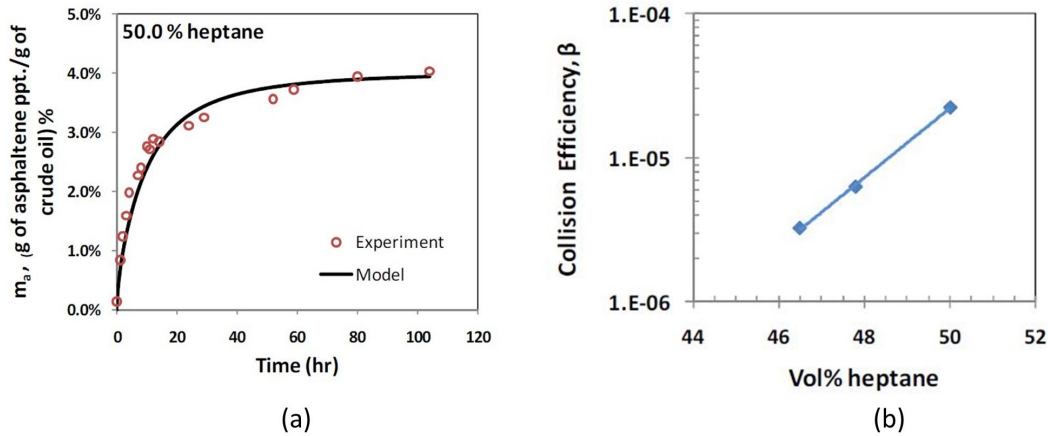 5.0%
4.0%
3.0%
2.0%
1.0%
0.0%
50.0 % heptane
mₐ, (g of asphaltene ppt./g of
crude oil) %
Experiment
Model
0 20 40 60 80 100 120
Time (hr)
(a)
1.E-04
1.E-05
1.E-06
Collision Efficiency, β
44 46 48 50 52
Vol% heptane
(b)